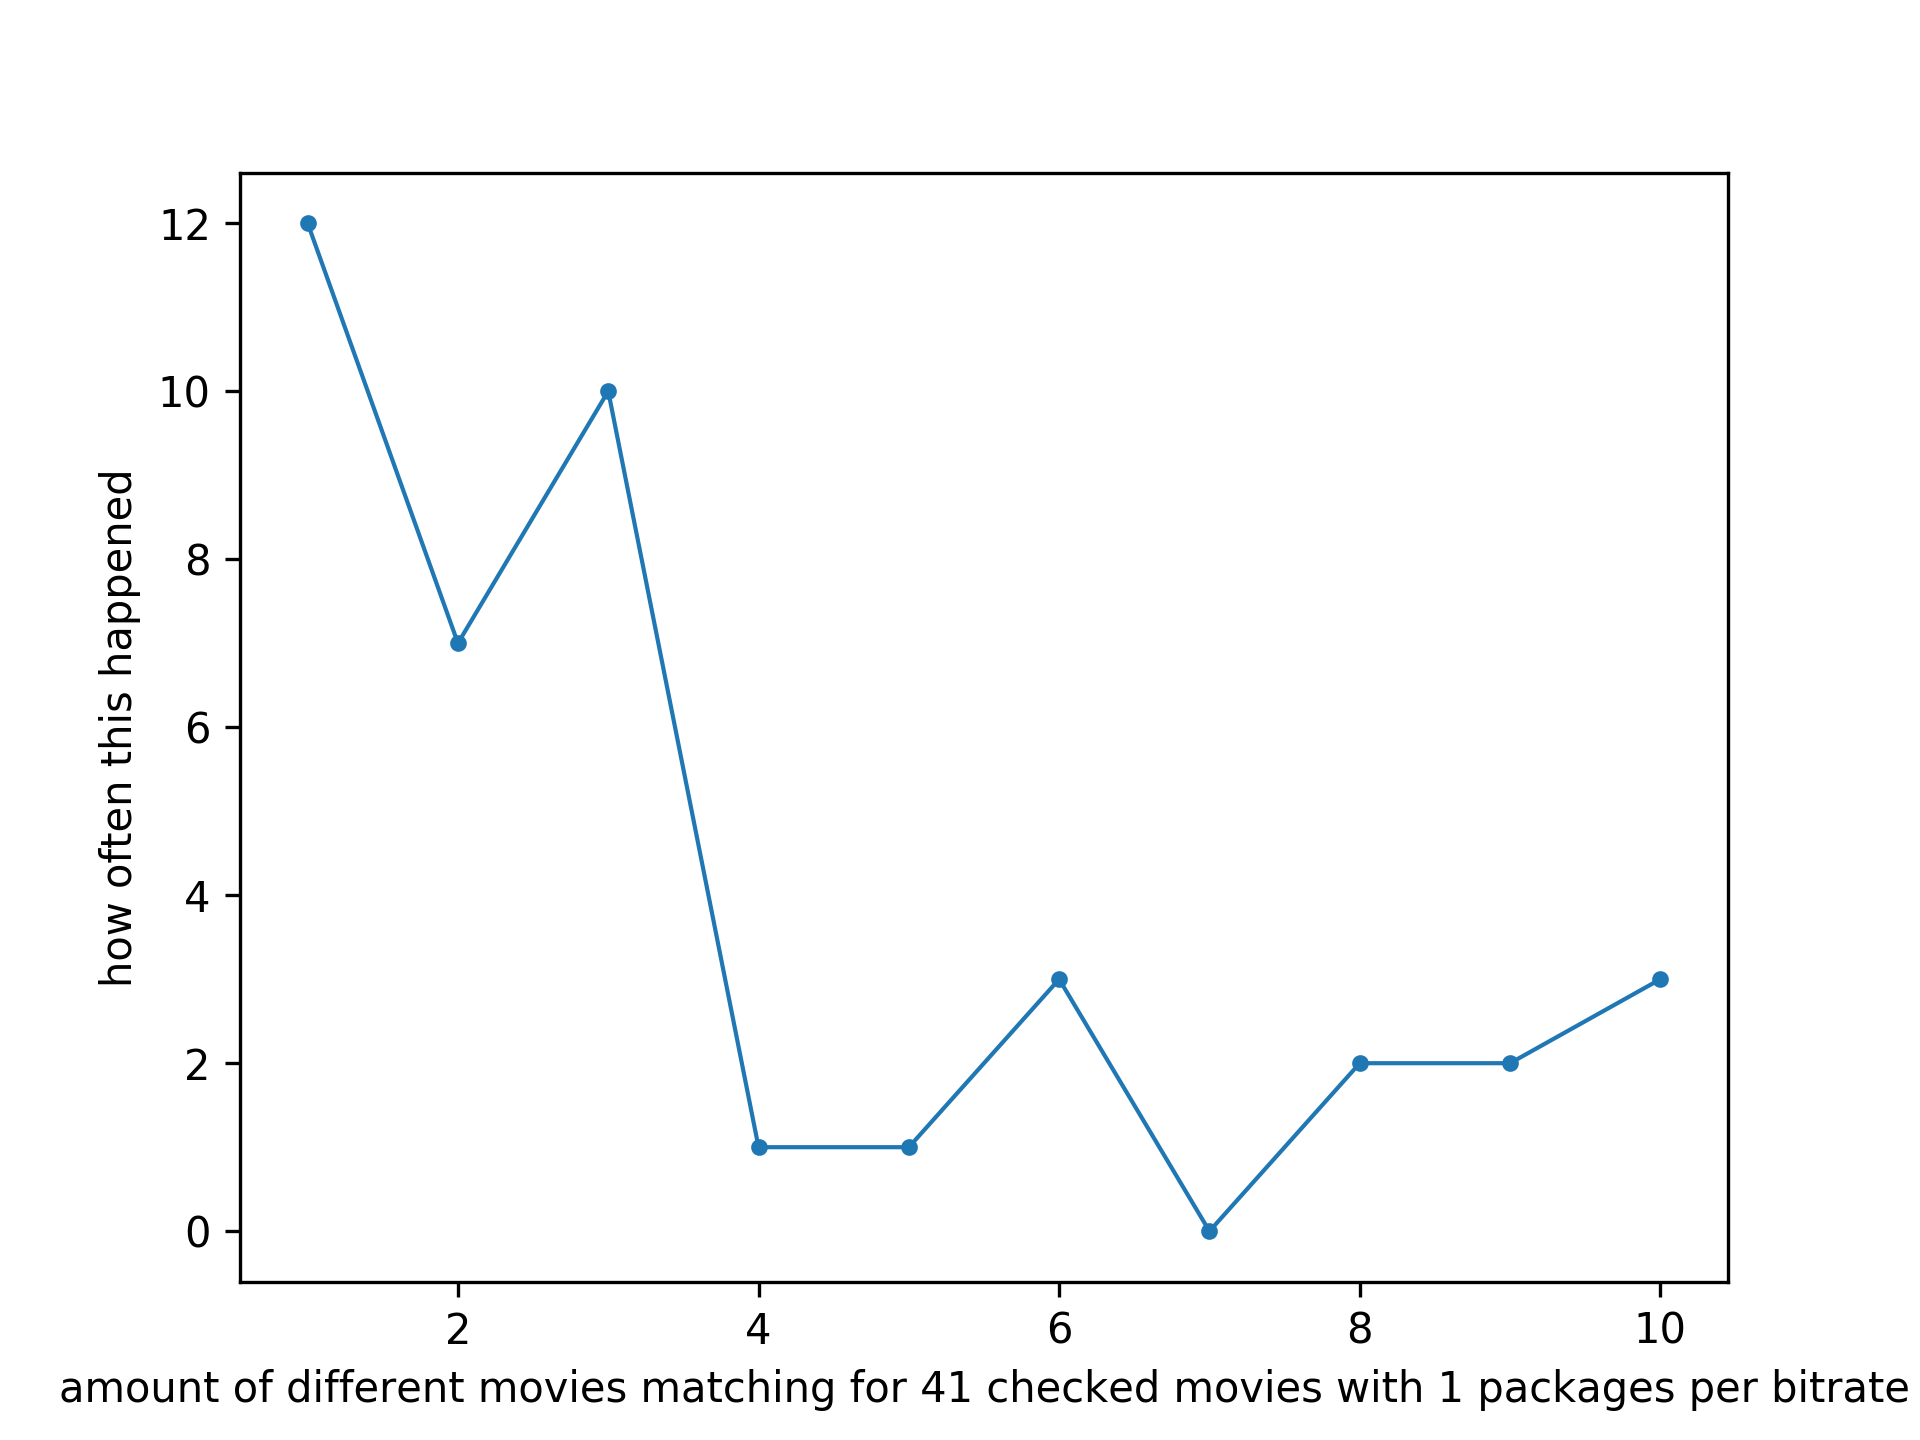 12
10
8
6
4
2
0
how often this happened
2 4 6 8 10
amount of different movies matching for 41 checked movies with 1 packages per bitrate